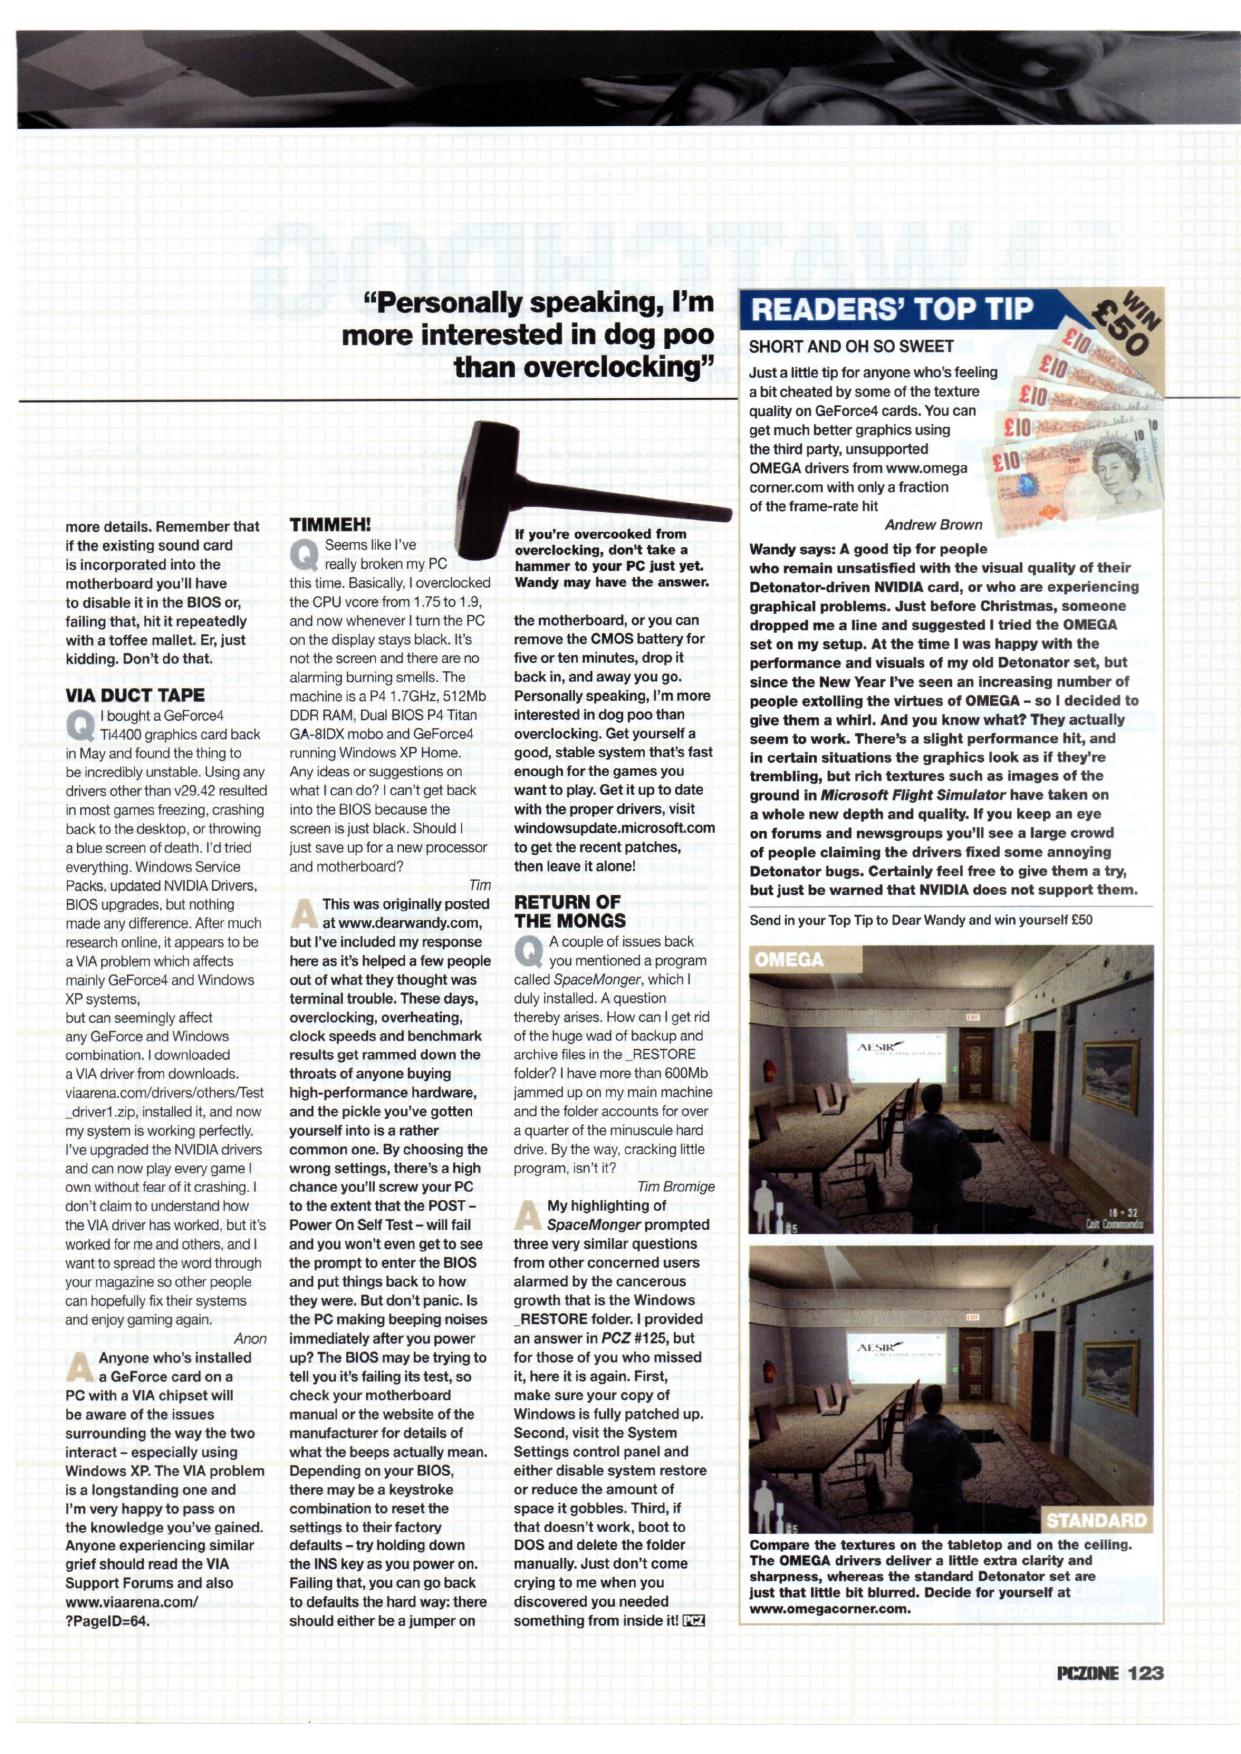 “Personally speaking, I’m
more interested in dog poo
than overclocking”
more details. Remember that
if the existing sound card
is incorporated into the
motherboard you’ll have
to disable it in the BIOS or,
failing that, hit it repeatedly
with a toffee mallet. Er, just
kidding. Don’t do that.
VIA DUCT TAPE
Q I bought a GeForce4
Ti4400 graphics card back
in May and found the thing to
be incredibly unstable. Using any
drivers other than v29.42 resulted
in most games freezing, crashing
back to the desktop, or throwing
a blue screen of death. I’d tried
everything. Windows Service
Packs, updated NVIDIA Drivers,
BIOS upgrades, but nothing
made any difference. After much
research online, it appears to be
a VIA problem which affects
mainly GeForce4 and Windows
XP systems,
but can seemingly affect
any GeForce and Windows
combination. I downloaded
a VIA driver from downloads.
viaarena.com/drivers/others/Test
_driver1.zip, installed it, and now
my system is working perfectly.
I’ve upgraded the NVIDIA drivers
and can now play every game I
own without fear of it crashing. I
don’t claim to understand how
the VIA driver has worked, but it’s
worked for me and others, and I
want to spread the word through
your magazine so other people
can hopefully fix their systems
and enjoy gaming again.
Anon
A Anyone who’s installed
a GeForce card on a
PC with a VIA chipset will
be aware of the issues
surrounding the way the two
interact – especially using
Windows XP. The VIA problem
is a longstanding one and
I’m very happy to pass on
the knowledge you’ve gained.
Anyone experiencing similar
grief should read the VIA
Support Forums and also
www.viaarena.com/
?PageID=64.
TIMMEH!
Q Seems like I’ve
really broken my PC
this time. Basically, I overclocked
the CPU vcore from 1.75 to 1.9,
and now whenever I turn the PC
on the display stays black. It’s
not the screen and there are no
alarming burning smells. The
machine is a P4 1.7GHz, 512Mb
DDR RAM, Dual BIOS P4 Titan
GA-8IDX mobo and GeForce4
running Windows XP Home.
Any ideas or suggestions on
what I can do? I can’t get back
into the BIOS because the
screen is just black. Should I
just save up for a new processor
and motherboard?
Tim
A This was originally posted
at www.dearwandy.com,
but I’ve included my response
here as it’s helped a few people
out of what they thought was
terminal trouble. These days,
overclocking, overheating,
clock speeds and benchmark
results get rammed down the
throats of anyone buying
high-performance hardware,
and the pickle you’ve gotten
yourself into is a rather
common one. By choosing the
wrong settings, there’s a high
chance you’ll screw your PC
to the extent that the POST –
Power On Self Test – will fail
and you won’t even get to see
the prompt to enter the BIOS
and put things back to how
they were. But don’t panic. Is
the PC making beeping noises
immediately after you power
up? The BIOS may be trying to
tell you it’s failing its test, so
check your motherboard
manual or the website of the
manufacturer for details of
what the beeps actually mean.
Depending on your BIOS,
there may be a keystroke
combination to reset the
settings to their factory
defaults – try holding down
the INS key as you power on.
Failing that, you can go back
to defaults the hard way: there
should either be a jumper on
If you’re overcooked from
overclocking, don’t take a
hammer to your PC just yet.
Wandy may have the answer.
the motherboard, or you can
remove the CMOS battery for
five or ten minutes, drop it
back in, and away you go.
Personally speaking, I’m more
interested in dog poo than
overclocking. Get yourself a
good, stable system that’s fast
enough for the games you
want to play. Get it up to date
with the proper drivers, visit
windowsupdate.microsoft.com
to get the recent patches,
then leave it alone!
RETURN OF
THE MONGS
Q A couple of issues back
you mentioned a program
called SpaceMonger, which I
duly installed. A question
thereby arises. How can I get rid
of the huge wad of backup and
archive files in the _RESTORE
folder? I have more than 600Mb
jammed up on my main machine
and the folder accounts for over
a quarter of the minuscule hard
drive. By the way, cracking little
program, isn’t it?
Tim Bromige
A My highlighting of
SpaceMonger prompted
three very similar questions
from other concerned users
alarmed by the cancerous
growth that is the Windows
_RESTORE folder. I provided
an answer in PCZ #125, but
for those of you who missed
it, here it is again. First,
make sure your copy of
Windows is fully patched up.
Second, visit the System
Settings control panel and
either disable system restore
or reduce the amount of
space it gobbles. Third, if
that doesn’t work, boot to
DOS and delete the folder
manually. Just don’t come
crying to me when you
discovered you needed
something from inside it! PCZ
READERS’ TOP TIP
WIN
£50
SHORT AND OH SO SWEET
Just a little tip for anyone who’s feeling
a bit cheated by some of the texture
quality on GeForce4 cards. You can
get much better graphics using
the third party, unsupported
OMEGA drivers from www.omega
corner.com with only a fraction
of the frame-rate hit
Andrew Brown
£10
£10
£10
£10
£10
10
10
Wandy says: A good tip for people
who remain unsatisfied with the visual quality of their
Detonator-driven NVIDIA card, or who are experiencing
graphical problems. Just before Christmas, someone
dropped me a line and suggested I tried the OMEGA
set on my setup. At the time I was happy with the
performance and visuals of my old Detonator set, but
since the New Year I’ve seen an increasing number of
people extolling the virtues of OMEGA – so I decided to
give them a whirl. And you know what? They actually
seem to work. There’s a slight performance hit, and
in certain situations the graphics look as if they’re
trembling, but rich textures such as images of the
ground in Microsoft Flight Simulator have taken on
a whole new depth and quality. If you keep an eye
on forums and newsgroups you’ll see a large crowd
of people claiming the drivers fixed some annoying
Detonator bugs. Certainly feel free to give them a try,
but just be warned that NVIDIA does not support them.
Send in your Top Tip to Dear Wandy and win yourself £50
OMEGA
EXIT
AESIR
16 + 32
Colt Commando
EXIT
AESIR
STANDARD
Compare the textures on the tabletop and on the ceiling.
The OMEGA drivers deliver a little extra clarity and
sharpness, whereas the standard Detonator set are
just that little bit blurred. Decide for yourself at
www.omegacorner.com.
PCZONE 123